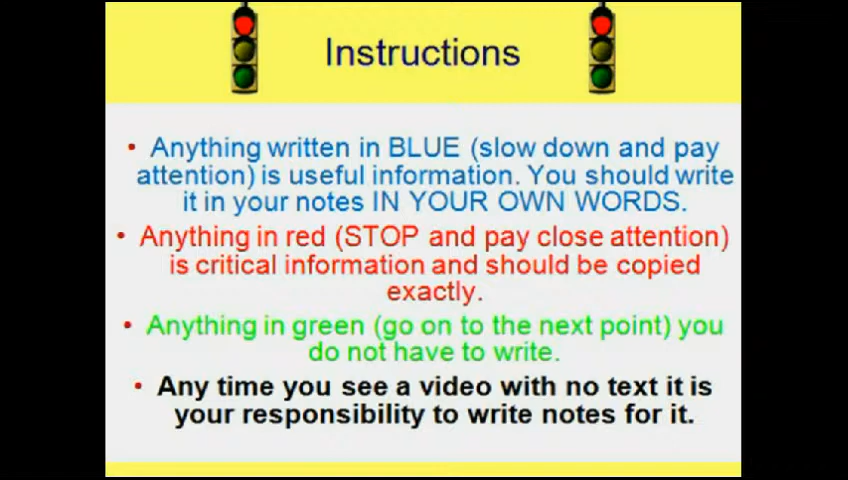 Instructions
• Anything written in BLUE (slow down and pay
attention) is useful information. You should write
it in your notes IN YOUR OWN WORDS.
• Anything in red (STOP and pay close attention)
is critical information and should be copied
exactly.
• Anything in green (go on to the next point) you
do not have to write.
• Any time you see a video with no text it is
your responsibility to write notes for it.